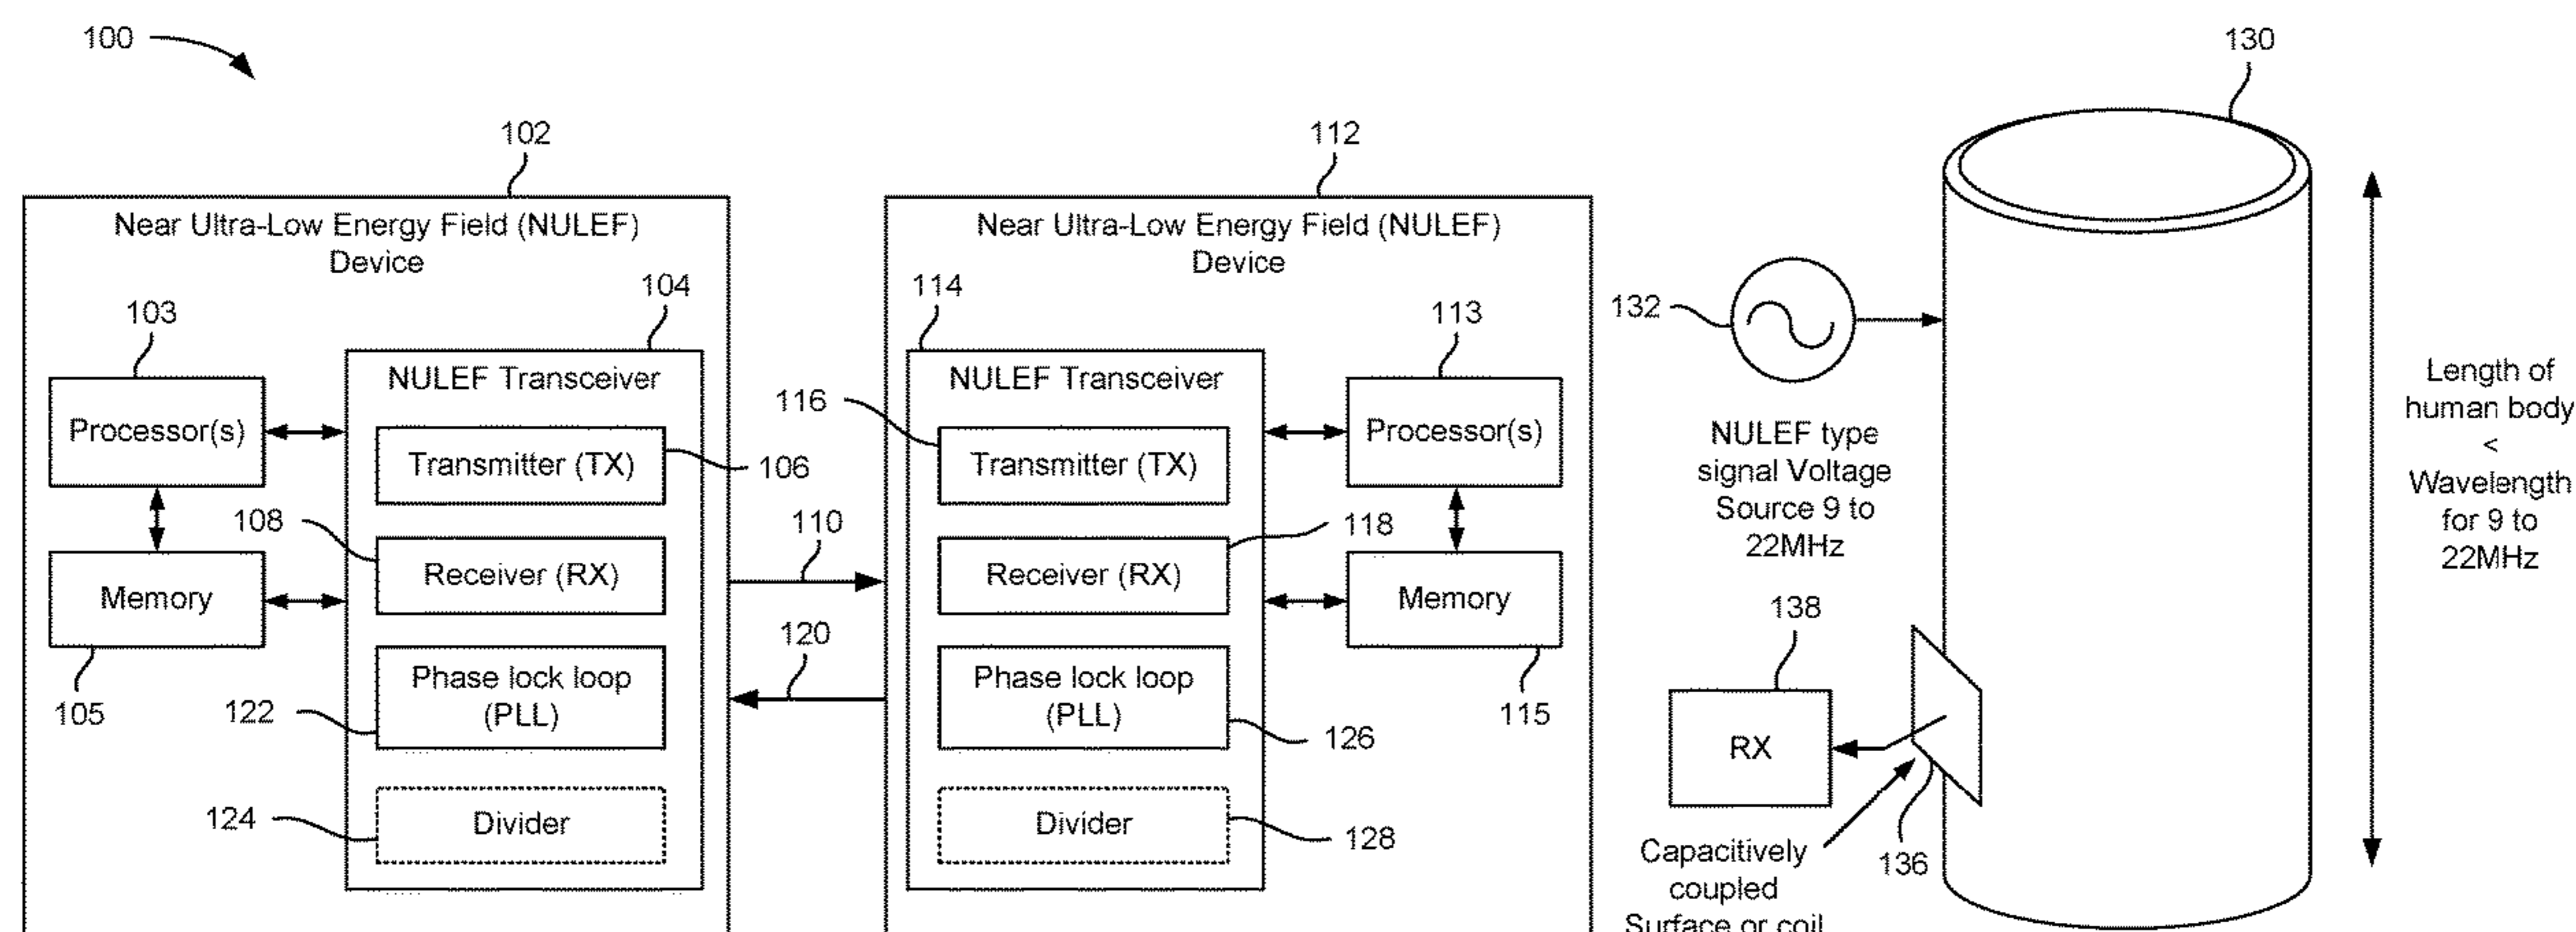 100
130
102
112
Near Ultra-Low Energy Field (NULEF)
Device
Near Ultra-Low Energy Field (NULEF)
Device
103
104
114
113
132
NULEF Transceiver
NULEF Transceiver
Processor(s)
Transmitter (TX)
106
116
Transmitter (TX)
Processor(s)
NULEF type
signal Voltage
Source 9 to
22MHz
Length of
human body
<
Wavelength
for 9 to
22MHz
108
110
118
Memory
Receiver (RX)
Receiver (RX)
Memory
105
120
115
138
122
Phase lock loop
(PLL)
Phase lock loop
(PLL)
126
RX
124
Divider
Divider
128
136
Capacitively
coupled
Surface or coil